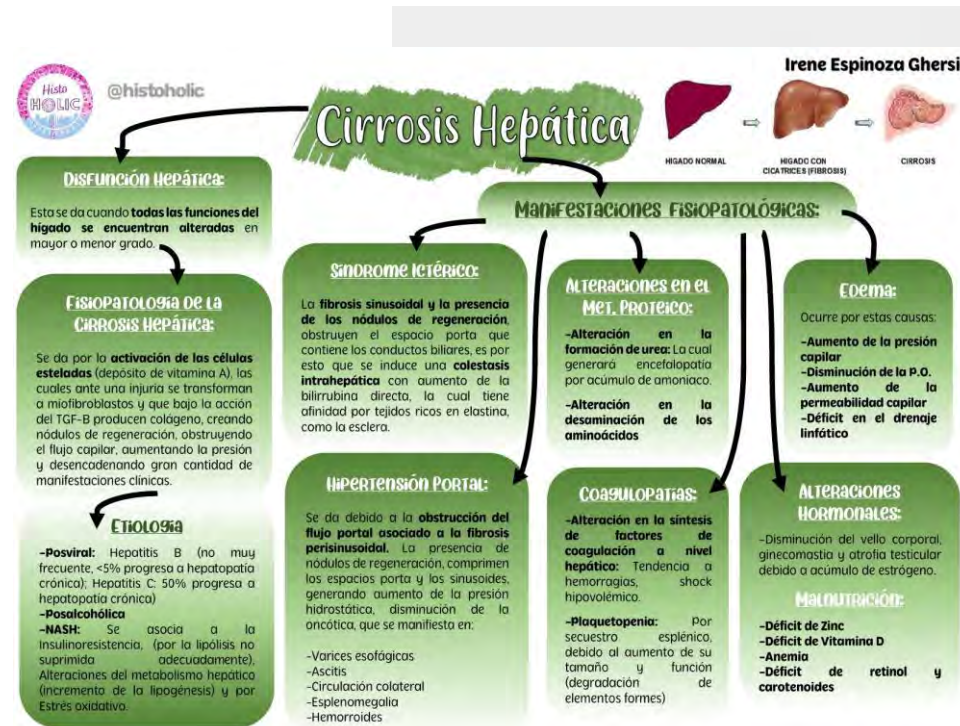 Histo
HOLIC
@histoholic
Cirrosis Hepática
Irene Espinoza Ghersi
HIGADO NORMAL
HIGADO CON
CICATRICES (FIBROSIS)
CIRROSIS
Disfunción Hepática:
Esta se da cuando todas las funciones del
hígado se encuentran alteradas en
mayor o menor grado.
Fisiopatología de la
Cirrosis Hepática:
Se da por la activación de las células
esteladas (depósito de vitamina A), las
cuales ante una injuria se transforman
a miofibroblastos y que bajo la acción
del TGF-B producen colágeno, creando
nódulos de regeneración, obstruyendo
el flujo capilar, aumentando la presión
y desencadenando gran cantidad de
manifestaciones clínicas.
Etiología
-Posviral: Hepatitis B (no muy
frecuente, <5% progresa a hepatopatía
crónica); Hepatitis C: 50% progresa a
hepatopatía crónica)
-Posalcohólica
-NASH: Se asocia a la
Insulinoresistencia, (por la lipólisis no
suprimida adecuadamente),
Alteraciones del metabolismo hepático
(incremento de la lipogénesis) y por
Estrés oxidativo.
Manifestaciones Fisiopatológicas:
Síndrome Ictérico:
La fibrosis sinusoidal y la presencia
de los nódulos de regeneración,
obstruyen el espacio porta que
contiene los conductos biliares, es por
esto que se induce una colestasis
intrahepática con aumento de la
bilirrubina directa, la cual tiene
afinidad por tejidos ricos en elastina,
como la esclera.
Hipertensión Portal:
Se da debido a la obstrucción del
flujo portal asociado a la fibrosis
perisinusoidal. La presencia de
nódulos de regeneración, comprimen
los espacios porta y los sinusoides,
generando aumento de la presión
hidrostática, disminución de la
oncótica, que se manifiesta en:
-Varices esofágicas
-Ascitis
-Circulación colateral
-Esplenomegalia
-Hemorroides
Alteraciones en el
Met. Proteico:
-Alteración en la
formación de urea: La cual
generará encefalopatía
por acúmulo de amoniaco.
-Alteración en la
desaminación de los
aminoácidos
Coagulopatías:
-Alteración en la síntesis
de factores de
coagulación a nivel
hepático: Tendencia a
hemorragias, shock
hipovolémico.
-Plaquetopenia: Por
secuestro esplénico,
debido al aumento de su
tamaño y función
(degradación de
elementos formes)
Edema:
Ocurre por estas causas:
-Aumento de la presión
capilar
-Disminución de la P.O.
-Aumento de la
permeabilidad capilar
-Déficit en el drenaje
linfático
Alteraciones
Hormonales:
-Disminución del vello corporal,
ginecomastia y atrofia testicular
debido a acúmulo de estrógeno.
Malnutrición:
-Déficit de Zinc
-Déficit de Vitamina D
-Anemia
-Déficit de retinol y
carotenoides